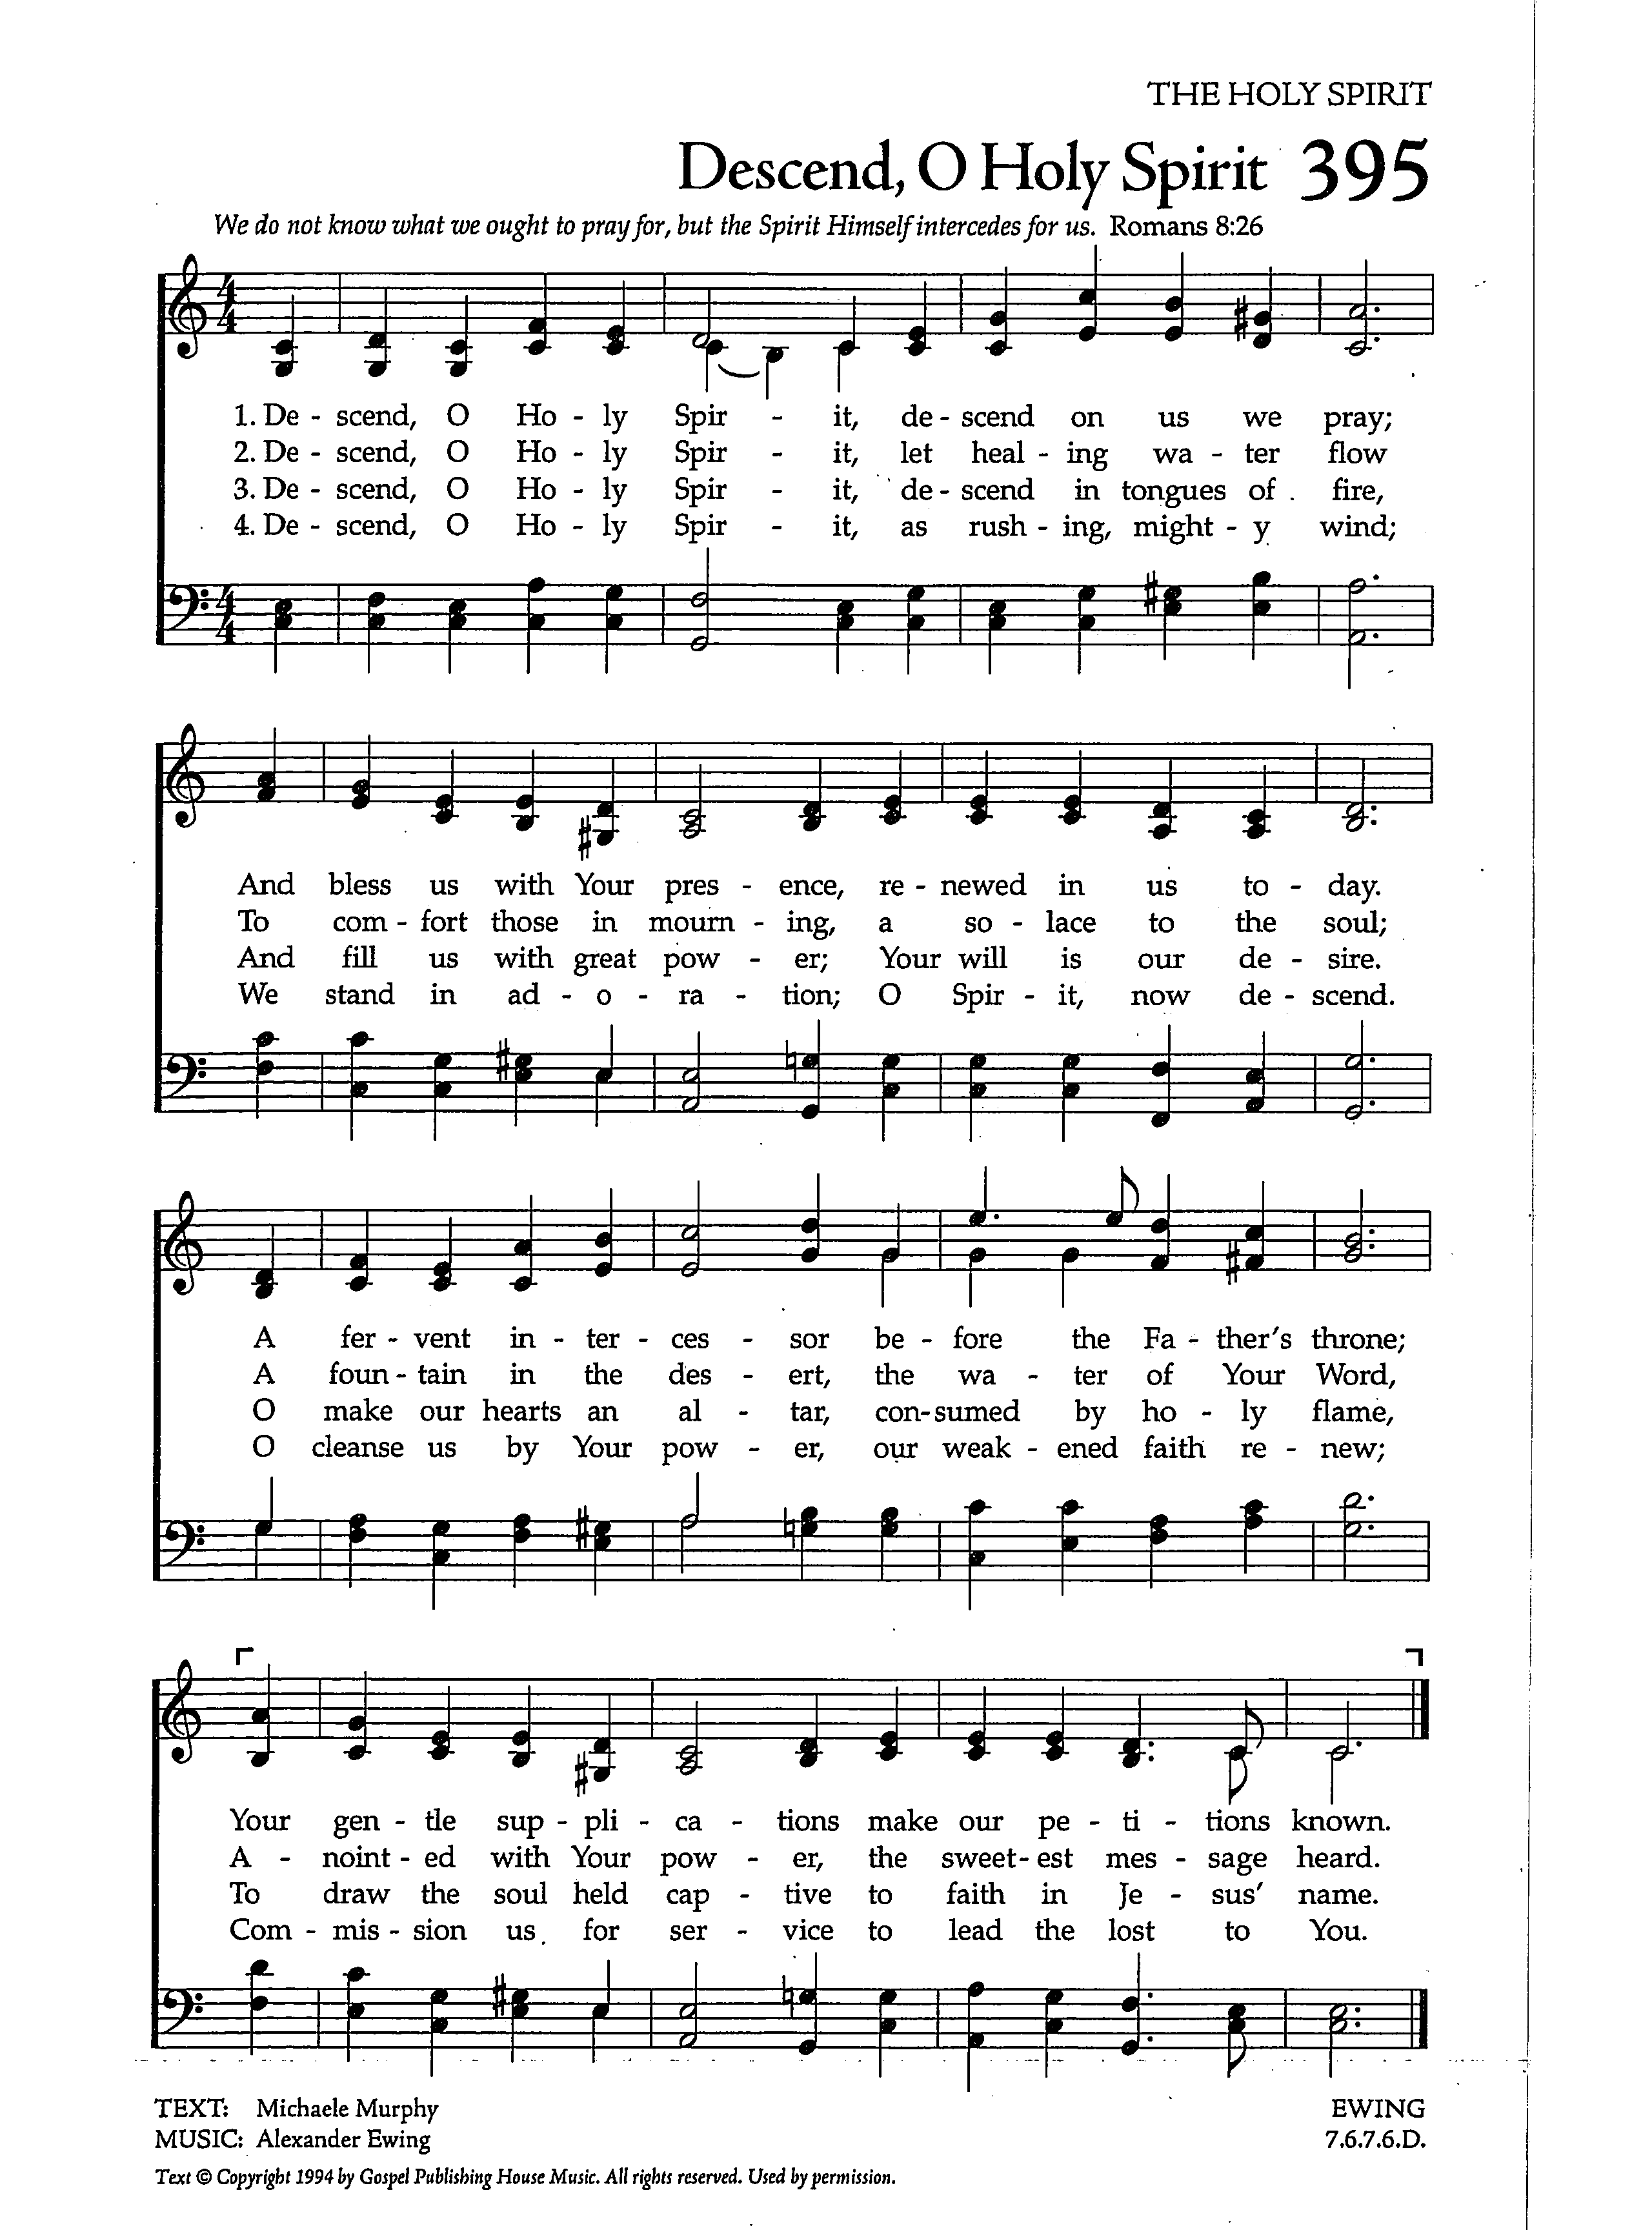 THE HOLY SPIRIT
Descend, O Holy Spirit 395
We do not know what we ought to pray for, but the Spirit Himself intercedes for us. Romans 8:26
4 4
1. De - scend, O Ho - ly Spir - it, de - scend on us we pray;
2. De - scend, O Ho - ly Spir - it, let heal - ing wa - ter flow
3. De - scend, O Ho - ly Spir - it, de - scend in tongues of fire,
4. De - scend, O Ho - ly Spir - it, as rush - ing, might - y wind;
4 4
And bless us with Your pres - ence, re - newed in us to - day.
To com - fort those in mourn - ing, a so - lace to the soul;
And fill us with great pow - er; Your will is our de - sire.
We stand in ad - o - ra - tion; O Spir - it, now de - scend.
A fer - vent in - ter - ces - sor be - fore the Fa - ther's throne;
A foun - tain in the des - ert, the wa - ter of Your Word,
O make our hearts an al - tar, con - sumed by ho - ly flame,
O cleanse us by Your pow - er, our weak - ened faith re - new;
Your gen - tle sup - pli - ca - tions make our pe - ti - tions known.
A - noint - ed with Your pow - er, the sweet - est mes - sage heard.
To draw the soul held cap - tive to faith in Je - sus' name.
Com - mis - sion us for ser - vice to lead the lost to You.
TEXT: Michaele Murphy EWING
MUSIC: Alexander Ewing 7.6.7.6.D.
Text © Copyright 1994 by Gospel Publishing House Music. All rights reserved. Used by permission.